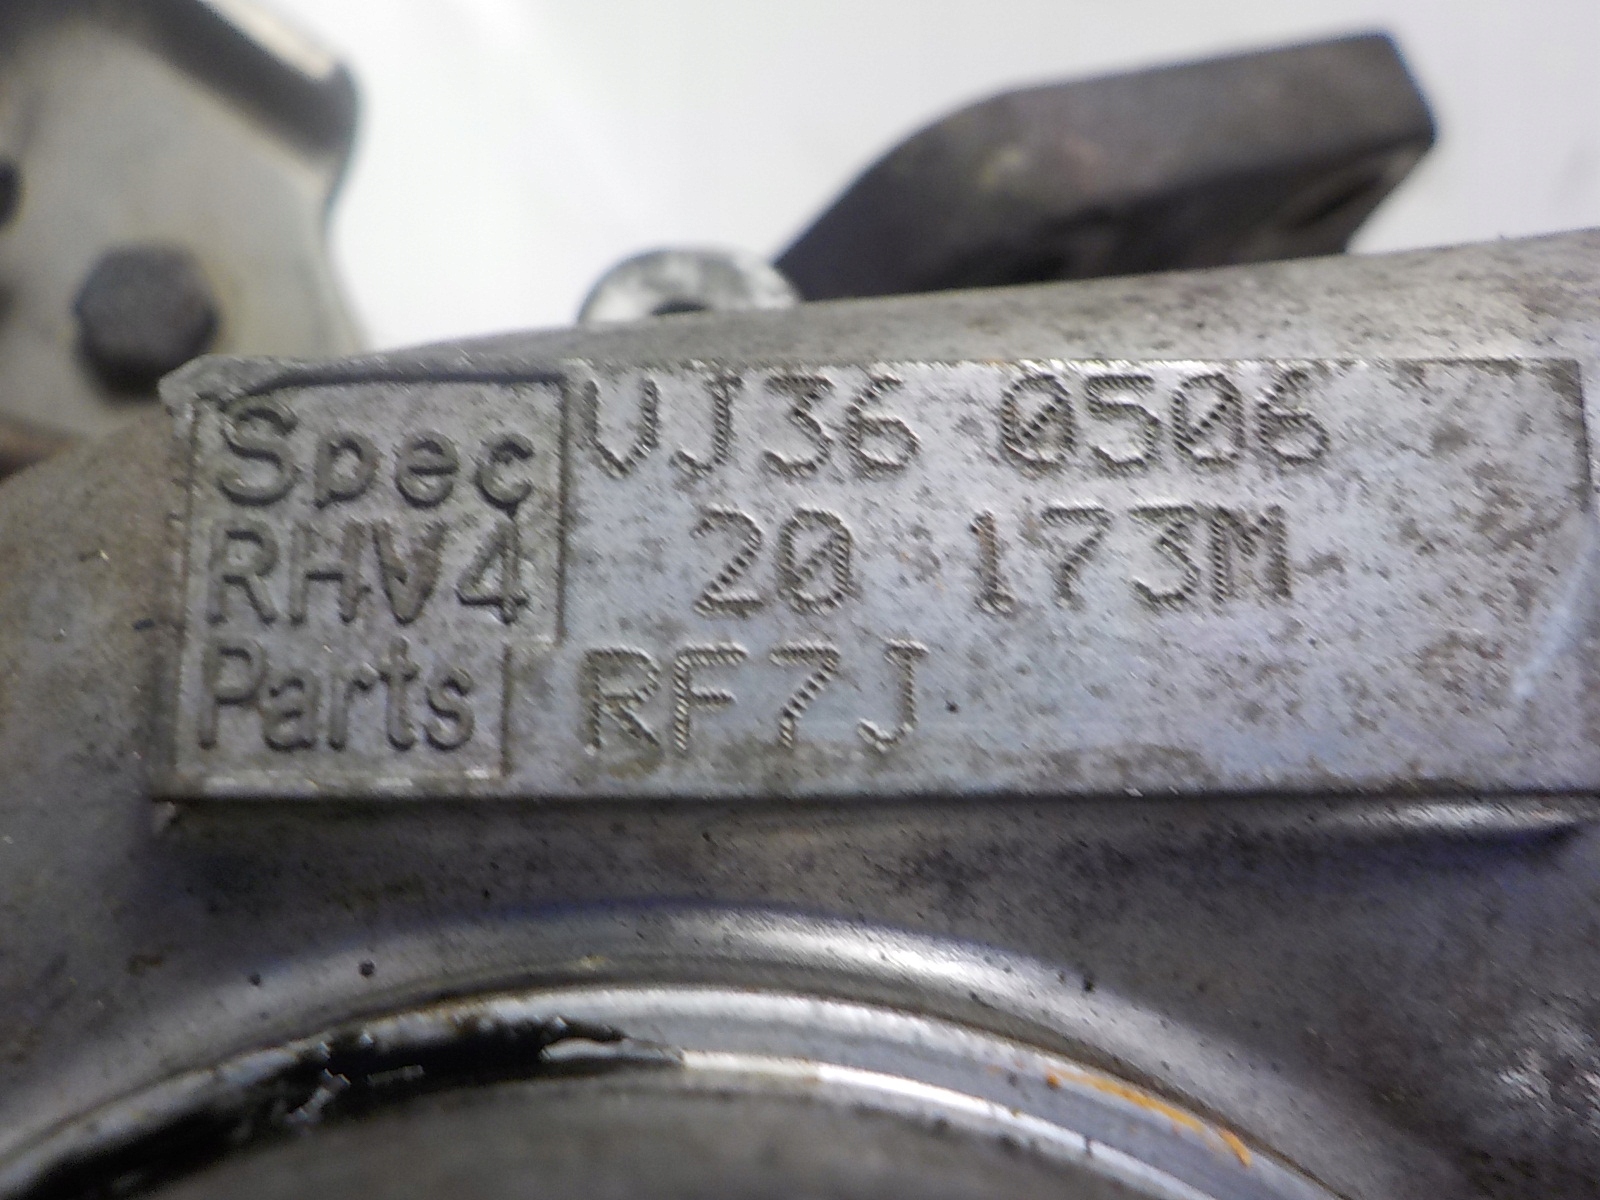 Spec VJ36 0506
RHV4 20 173M
Parts RF7J